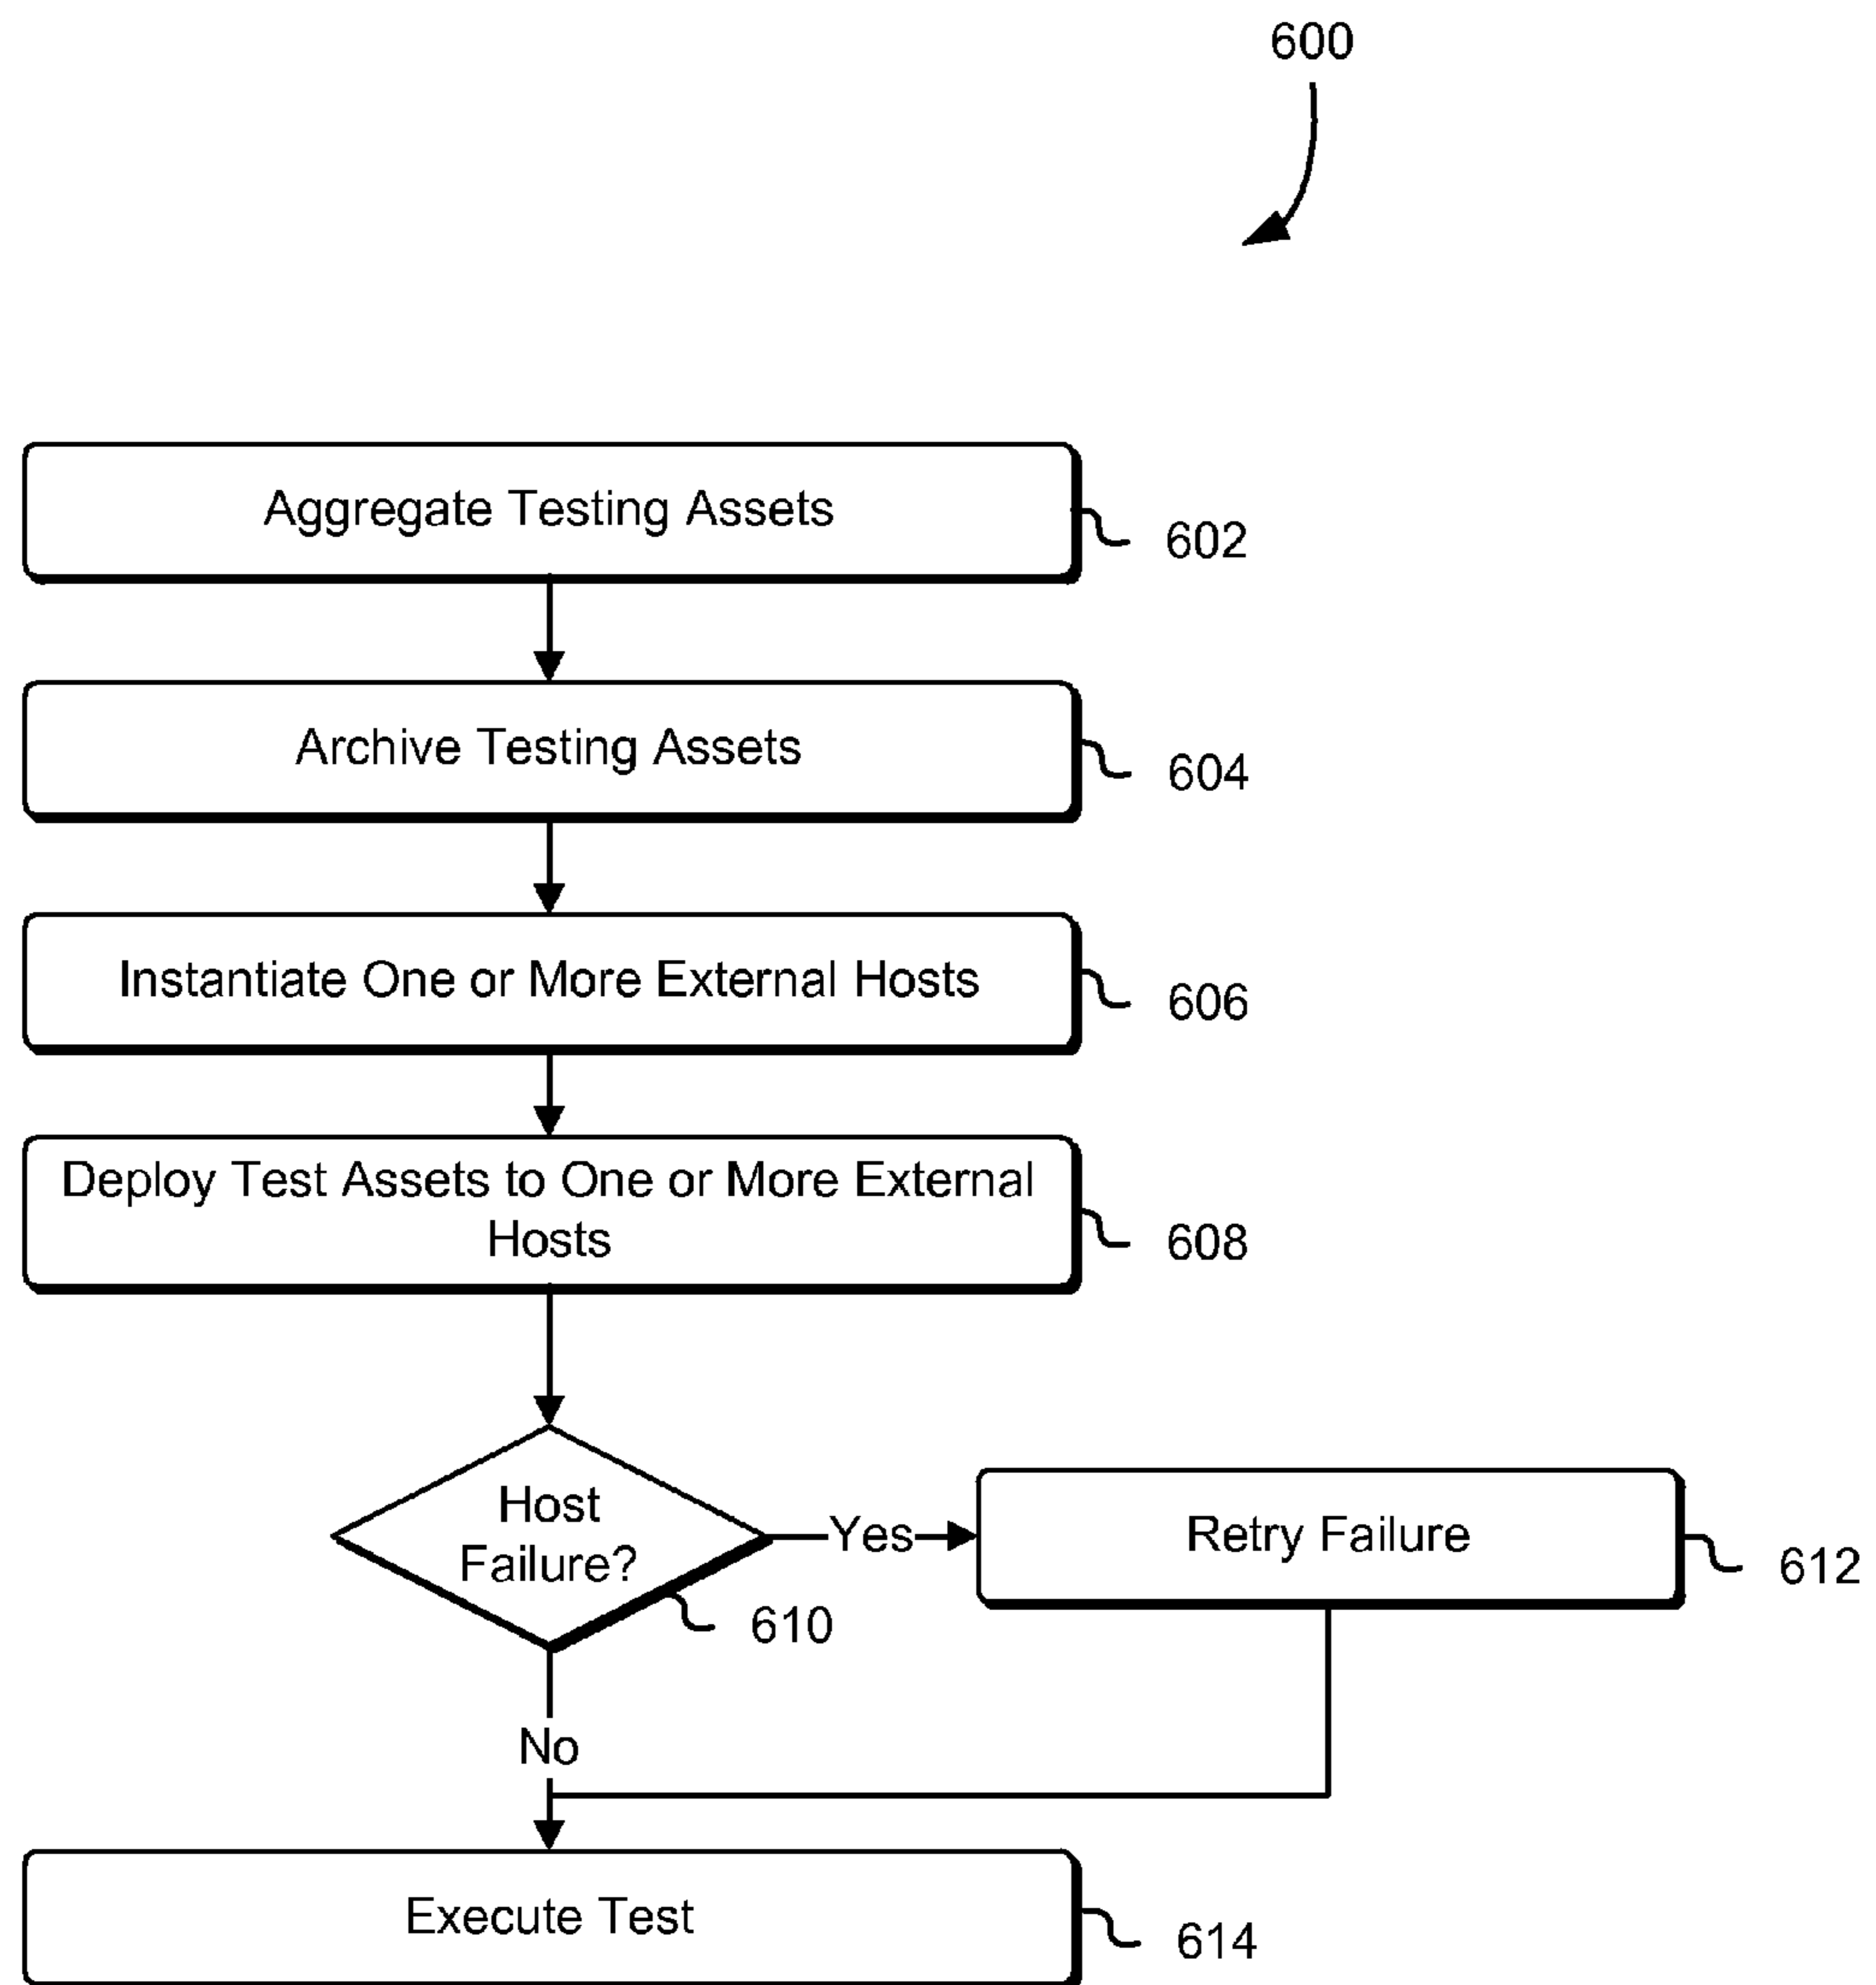 600
Aggregate Testing Assets
602
Archive Testing Assets
604
Instantiate One or More External Hosts
606
Deploy Test Assets to One or More External
Hosts
608
Host
Failure?
610
Yes
Retry Failure
612
No
Execute Test
614